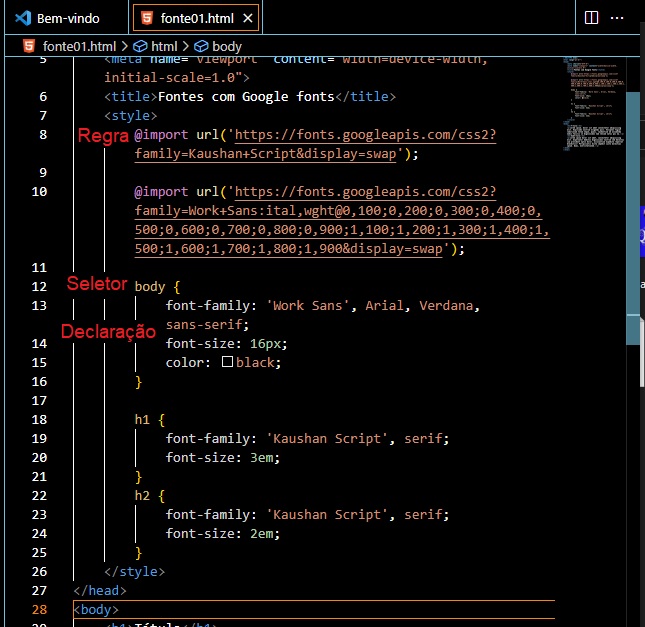 Bem-vindo
fonte01.html
fonte01.html > html > body
5 <meta name="viewport" content="width=device-width,
initial-scale=1.0">
6 <title>Fontes com Google fonts</title>
7 <style>
Regra
8 @import url('https://fonts.googleapis.com/css2?
family=Kaushan+Script&display=swap');
9
10 @import url('https://fonts.googleapis.com/css2?
family=Work+Sans:ital,wght@0,100;0,200;0,300;0,400;0,
500;0,600;0,700;0,800;0,900;1,100;1,200;1,300;1,400;1,
500;1,600;1,700;1,800;1,900&display=swap');
11
Seletor
12 body {
13 font-family: 'Work Sans', Arial, Verdana,
sans-serif;
Declaração
14 font-size: 16px;
15 color: black;
16 }
17
18 h1 {
19 font-family: 'Kaushan Script', serif;
20 font-size: 3em;
21 }
22 h2 {
23 font-family: 'Kaushan Script', serif;
24 font-size: 2em;
25 }
26 </style>
27 </head>
28 <body>
29 <h1>Título</h1>